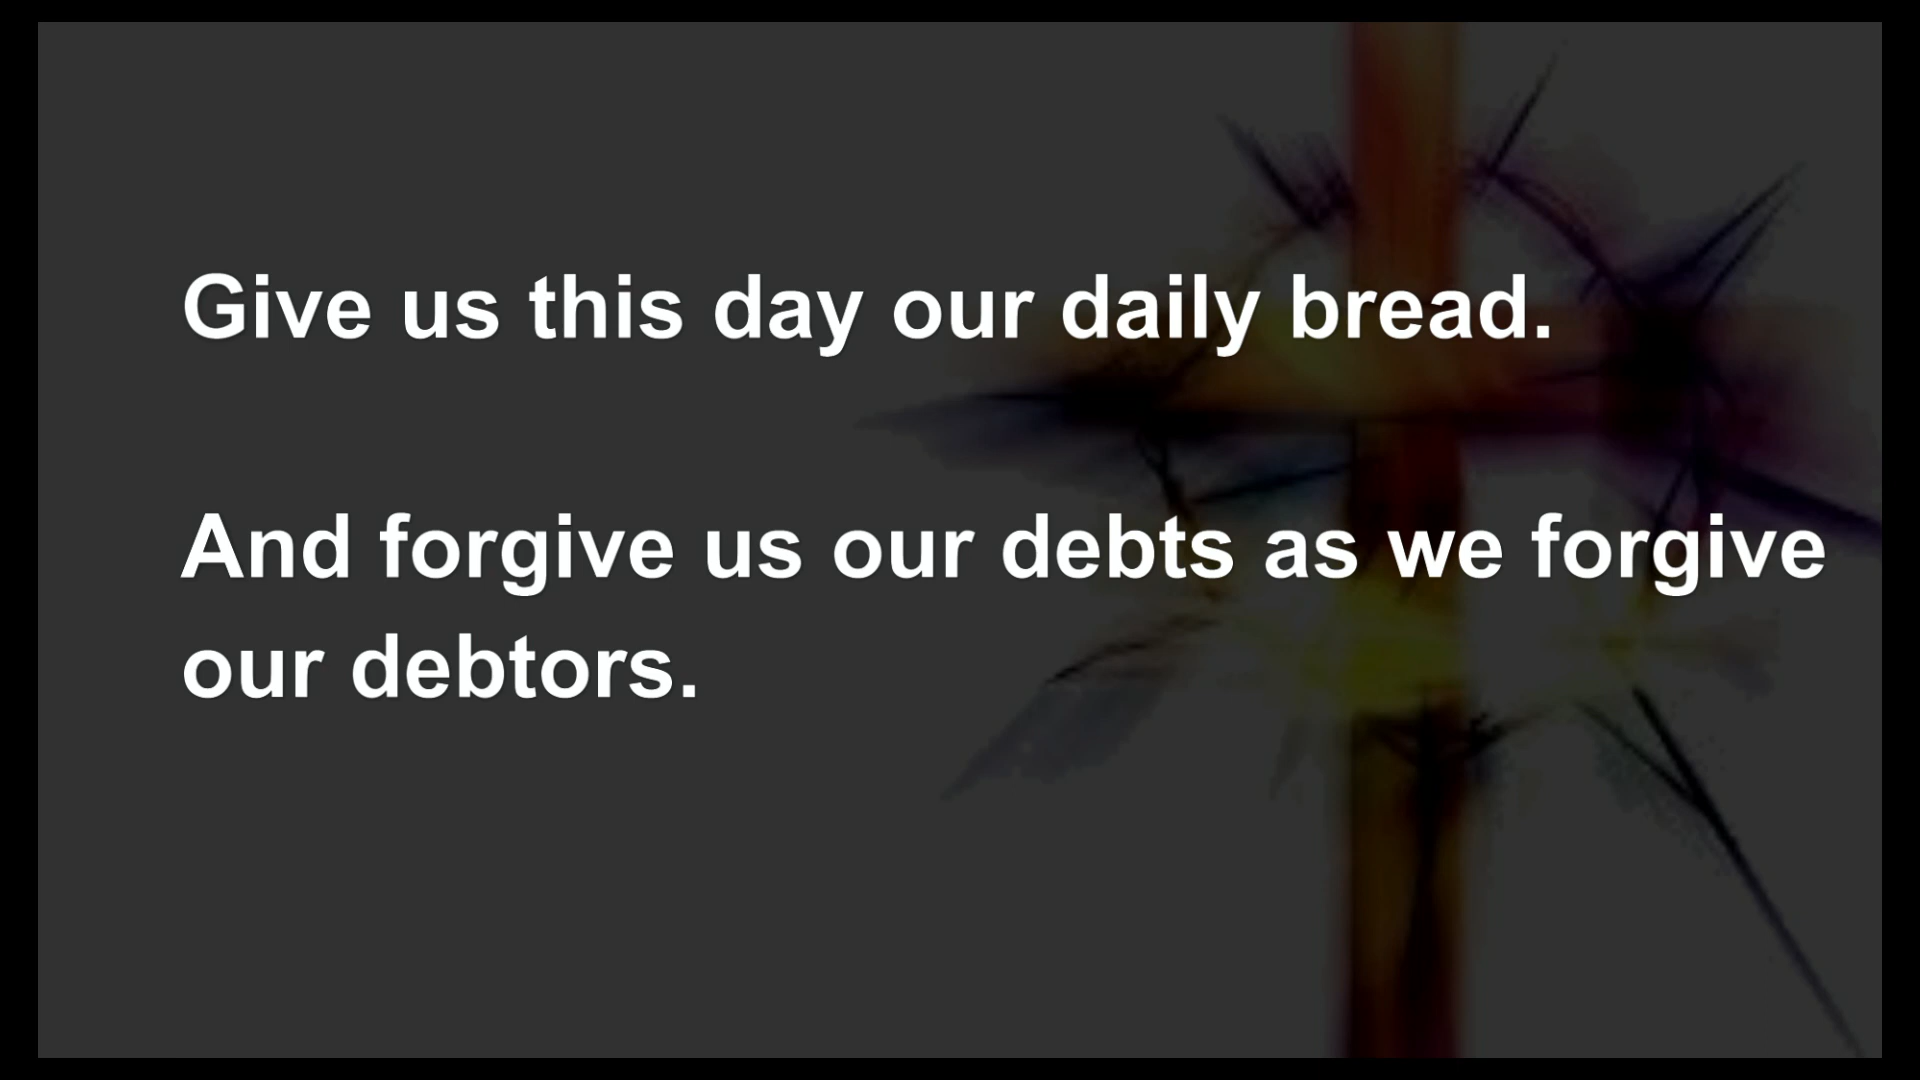 Give us this day our daily bread.
And forgive us our debts as we forgive
our debtors.